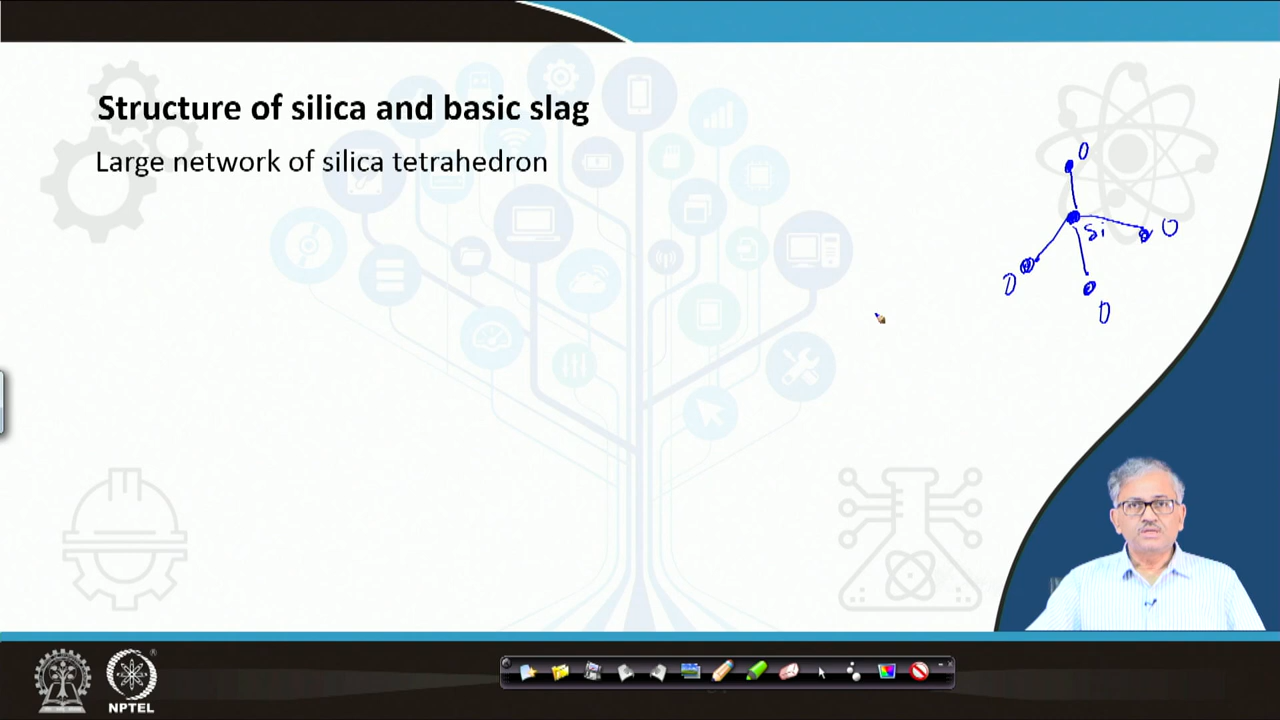 Structure of silica and basic slag
Large network of silica tetrahedron
O
Si
O
O
O
NPTEL